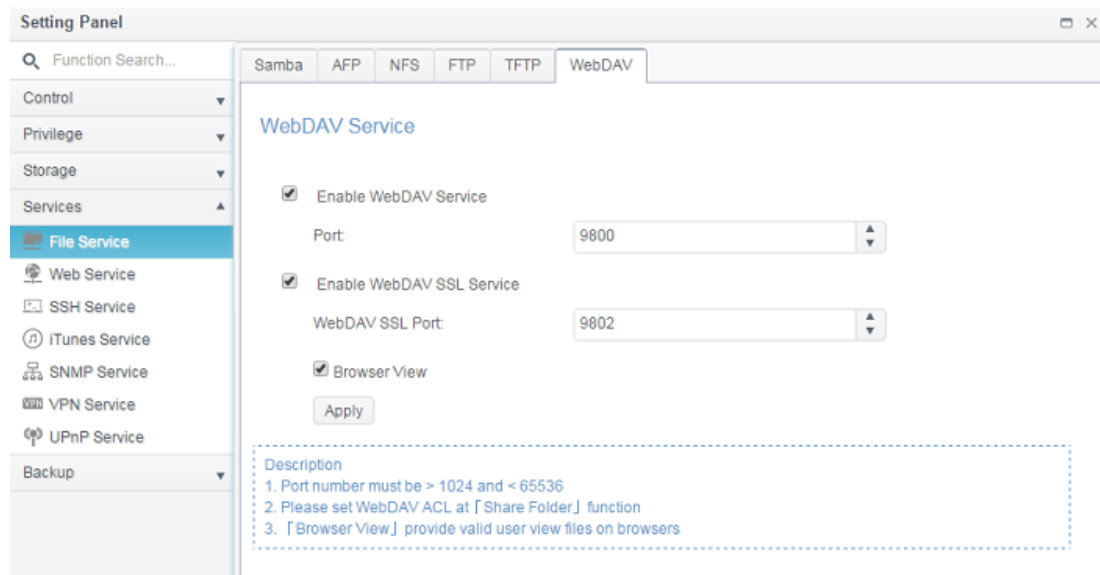 Setting Panel
Function Search...
Control
Privilege
Storage
Services
File Service
Web Service
SSH Service
iTunes Service
SNMP Service
VPN VPN Service
UPnP Service
Backup
Samba AFP NFS FTP TFTP WebDAV
WebDAV Service
Enable WebDAV Service
Port: 9800
Enable WebDAV SSL Service
WebDAV SSL Port: 9802
Browser View
Apply
Description
1. Port number must be > 1024 and < 65536
2. Please set WebDAV ACL at「Share Folder」function
3. 「Browser View」provide valid user view files on browsers